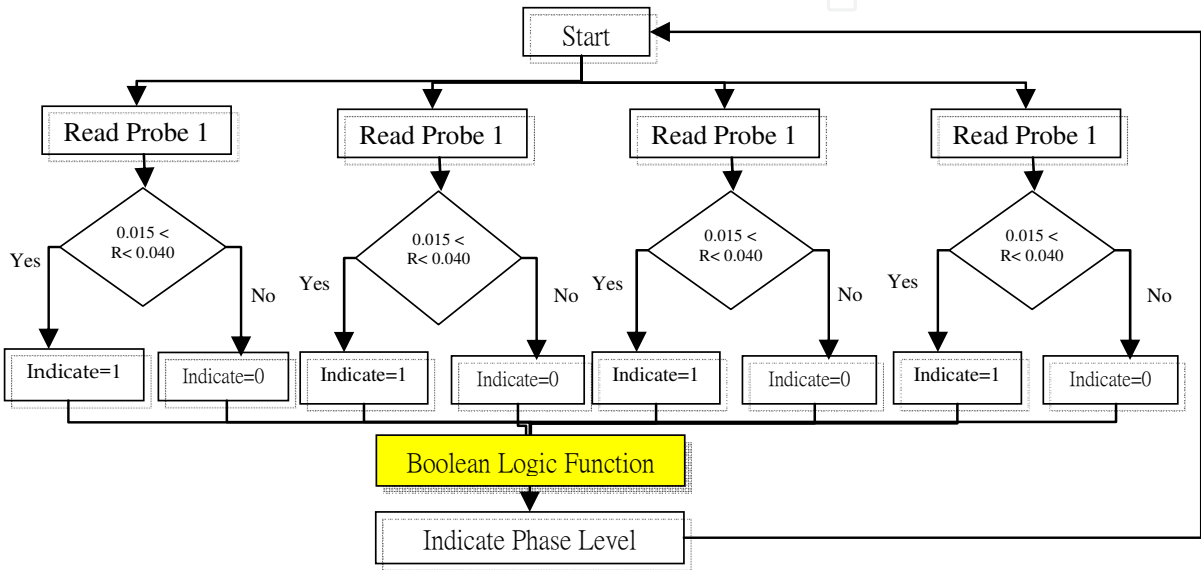 Start
Read Probe 1
Read Probe 1
Read Probe 1
Read Probe 1
0.015 <
R< 0.040
0.015 <
R< 0.040
0.015 <
R< 0.040
0.015 <
R< 0.040
Yes
No
Yes
No
Yes
No
Yes
No
Indicate=1
Indicate=0
Indicate=1
Indicate=0
Indicate=1
Indicate=0
Indicate=1
Indicate=0
Boolean Logic Function
Indicate Phase Level